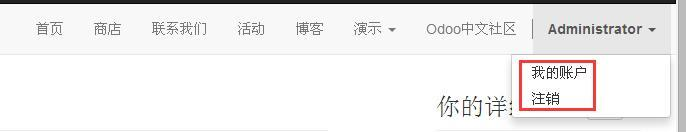 首页 商店 联系我们 活动 博客 演示 Odoo中文社区 Administrator
我的账户
注销
你的详